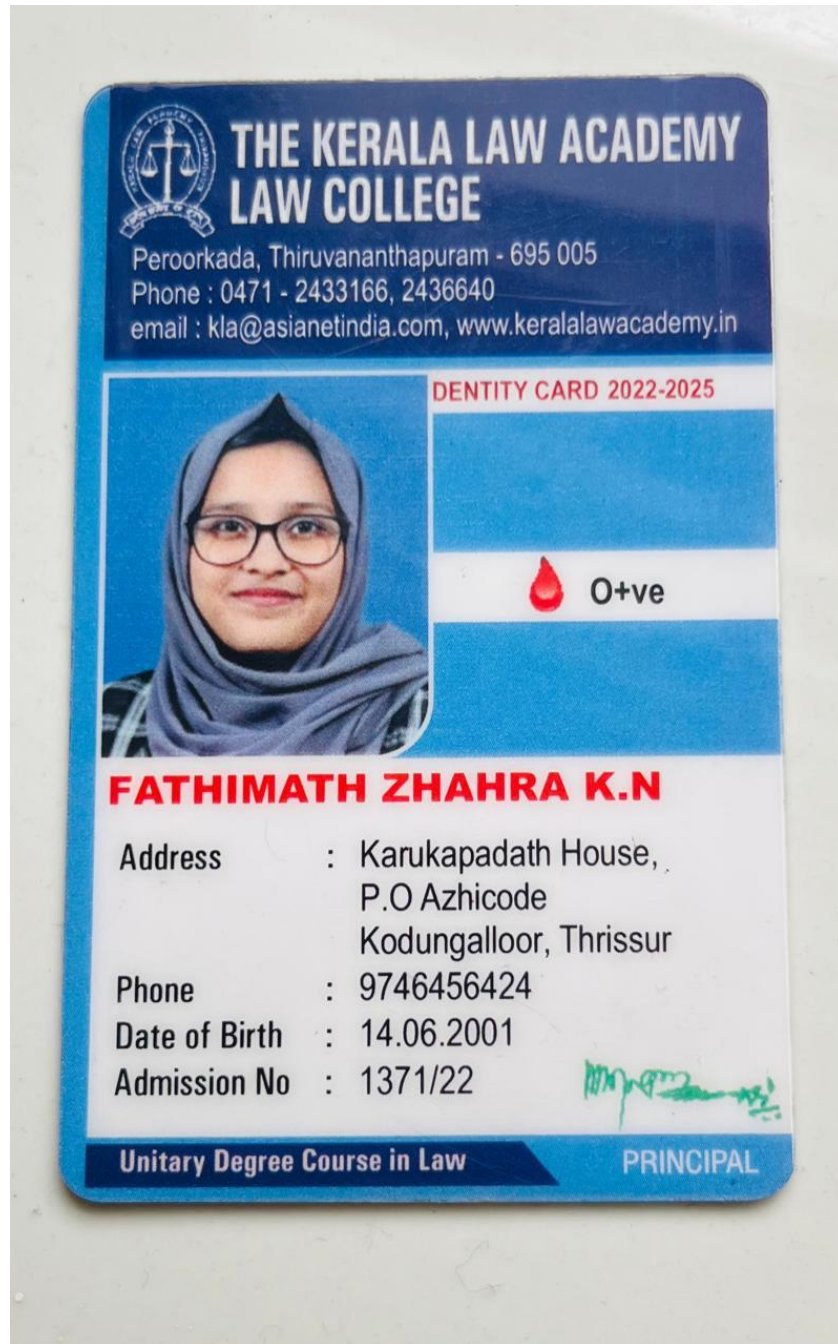 THE KERALA LAW ACADEMY
LAW COLLEGE
Peroorkada, Thiruvananthapuram - 695 005
Phone : 0471 - 2433166, 2436640
email : kla@asianetindia.com, www.keralalawacademy.in
DENTITY CARD 2022-2025
O+ve
FATHIMATH ZHAHRA K.N
Address : Karukapadath House,
P.O Azhicode
Kodungalloor, Thrissur
Phone : 9746456424
Date of Birth : 14.06.2001
Admission No : 1371/22
Unitary Degree Course in Law PRINCIPAL